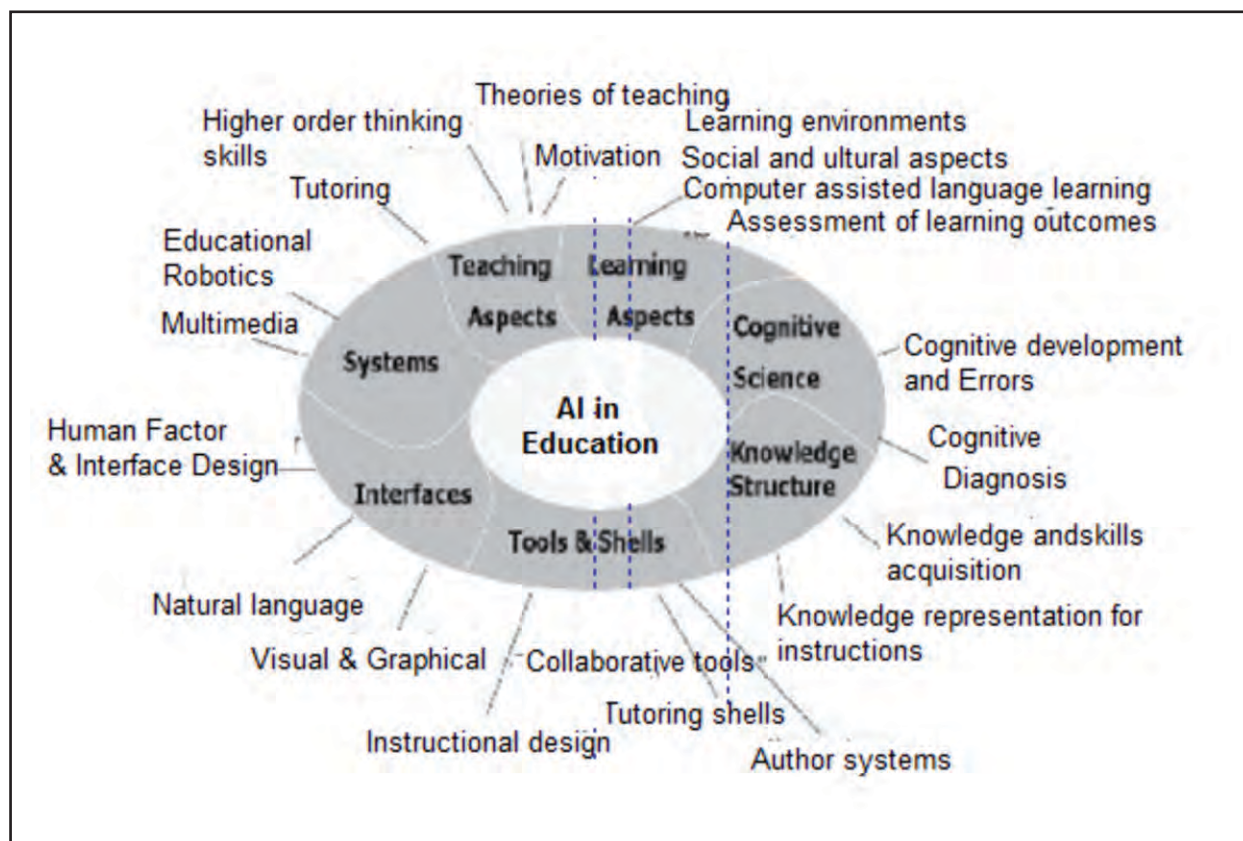 Theories of teaching
Higher order thinking
skills
Motivation
Tutoring
Learning environments
Social and ultural aspects
Computer assisted language learning
Assessment of learning outcomes
Educational
Robotics
Multimedia
Human Factor
& Interface Design
Natural language
Visual & Graphical
Instructional design
Collaborative tools
Tutoring shells
Author systems
Knowledge representation for
instructions
Knowledge andskills
acquisition
Cognitive
Diagnosis
Cognitive development
and Errors
Teaching
Aspects
Learning
Aspects
Cognitive
Science
Knowledge
Structure
Tools & Shells
Interfaces
Systems
AI in
Education